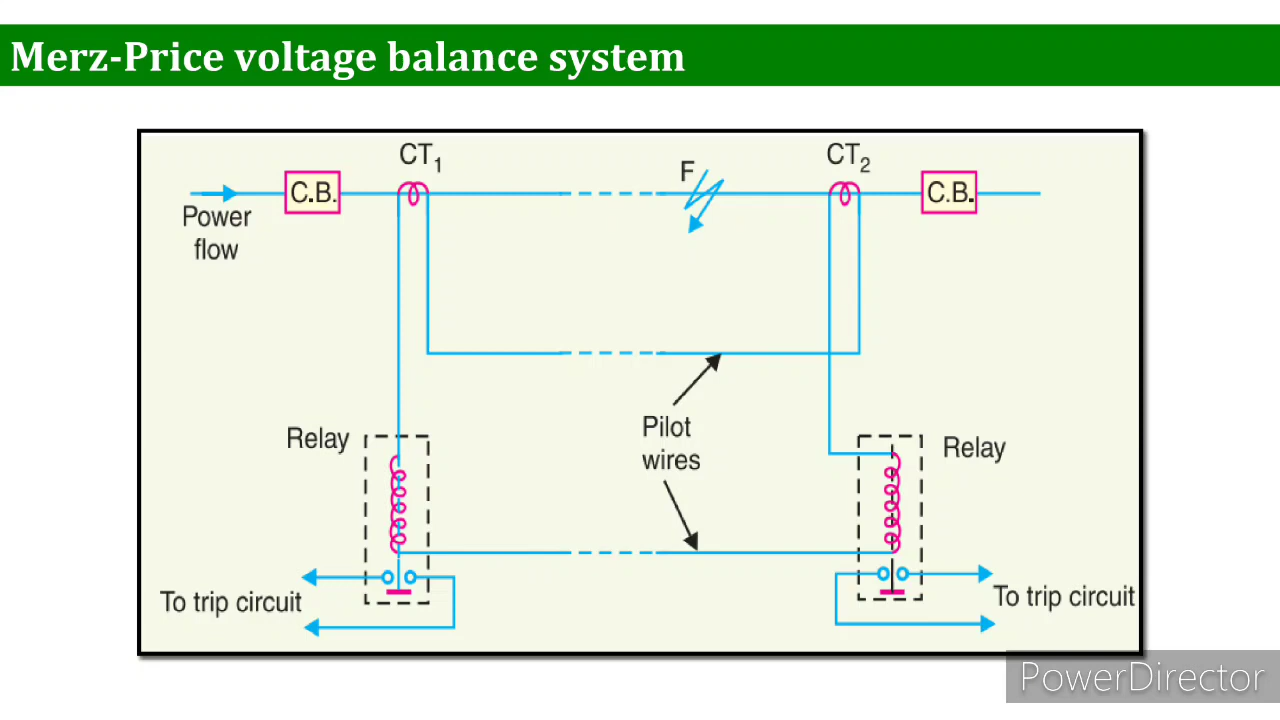 Merz-Price voltage balance system
CT1
CT2
F
C.B.
C.B.
Power
flow
Pilot
wires
Relay
Relay
To trip circuit
To trip circuit
PowerDirector